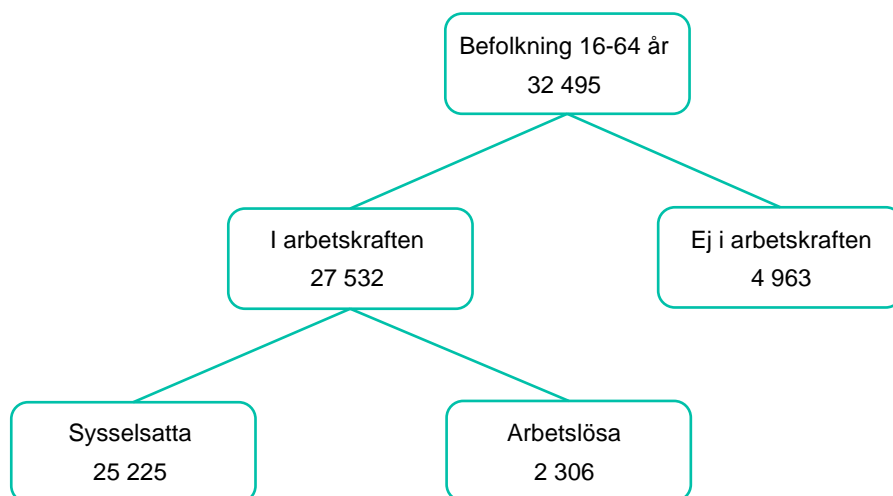 Befolkning 16-64 år
32 495
I arbetskraften
27 532
Ej i arbetskraften
4 963
Sysselsatta
25 225
Arbetslösa
2 306